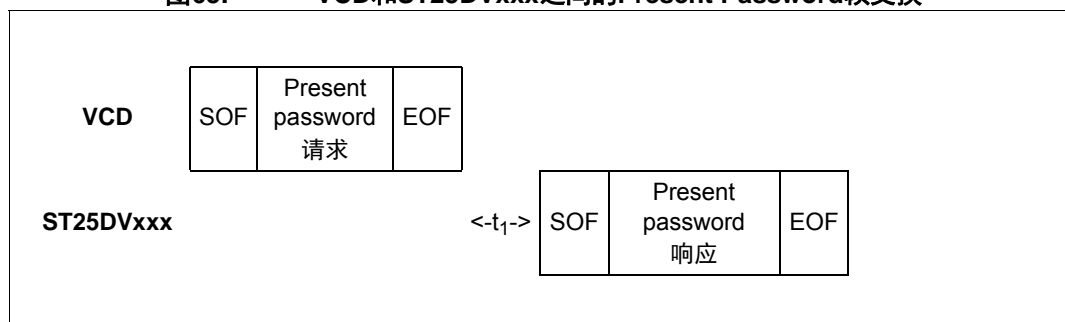 VCD
SOF
Present
password
请求
EOF
ST25DVxxx
<-t1->
SOF
Present
password
响应
EOF